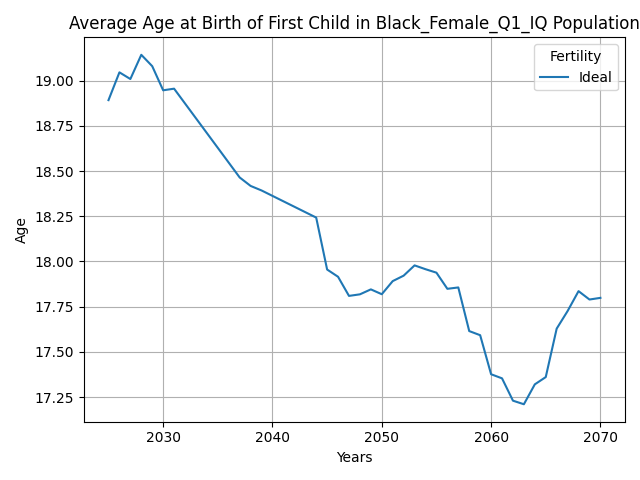 Average Age at Birth of First Child in Black_Female_Q1_IQ Population
Fertility
Ideal
19.00
18.75
18.50
18.25
18.00
17.75
17.50
17.25
Age
2030 2040 2050 2060 2070
Years